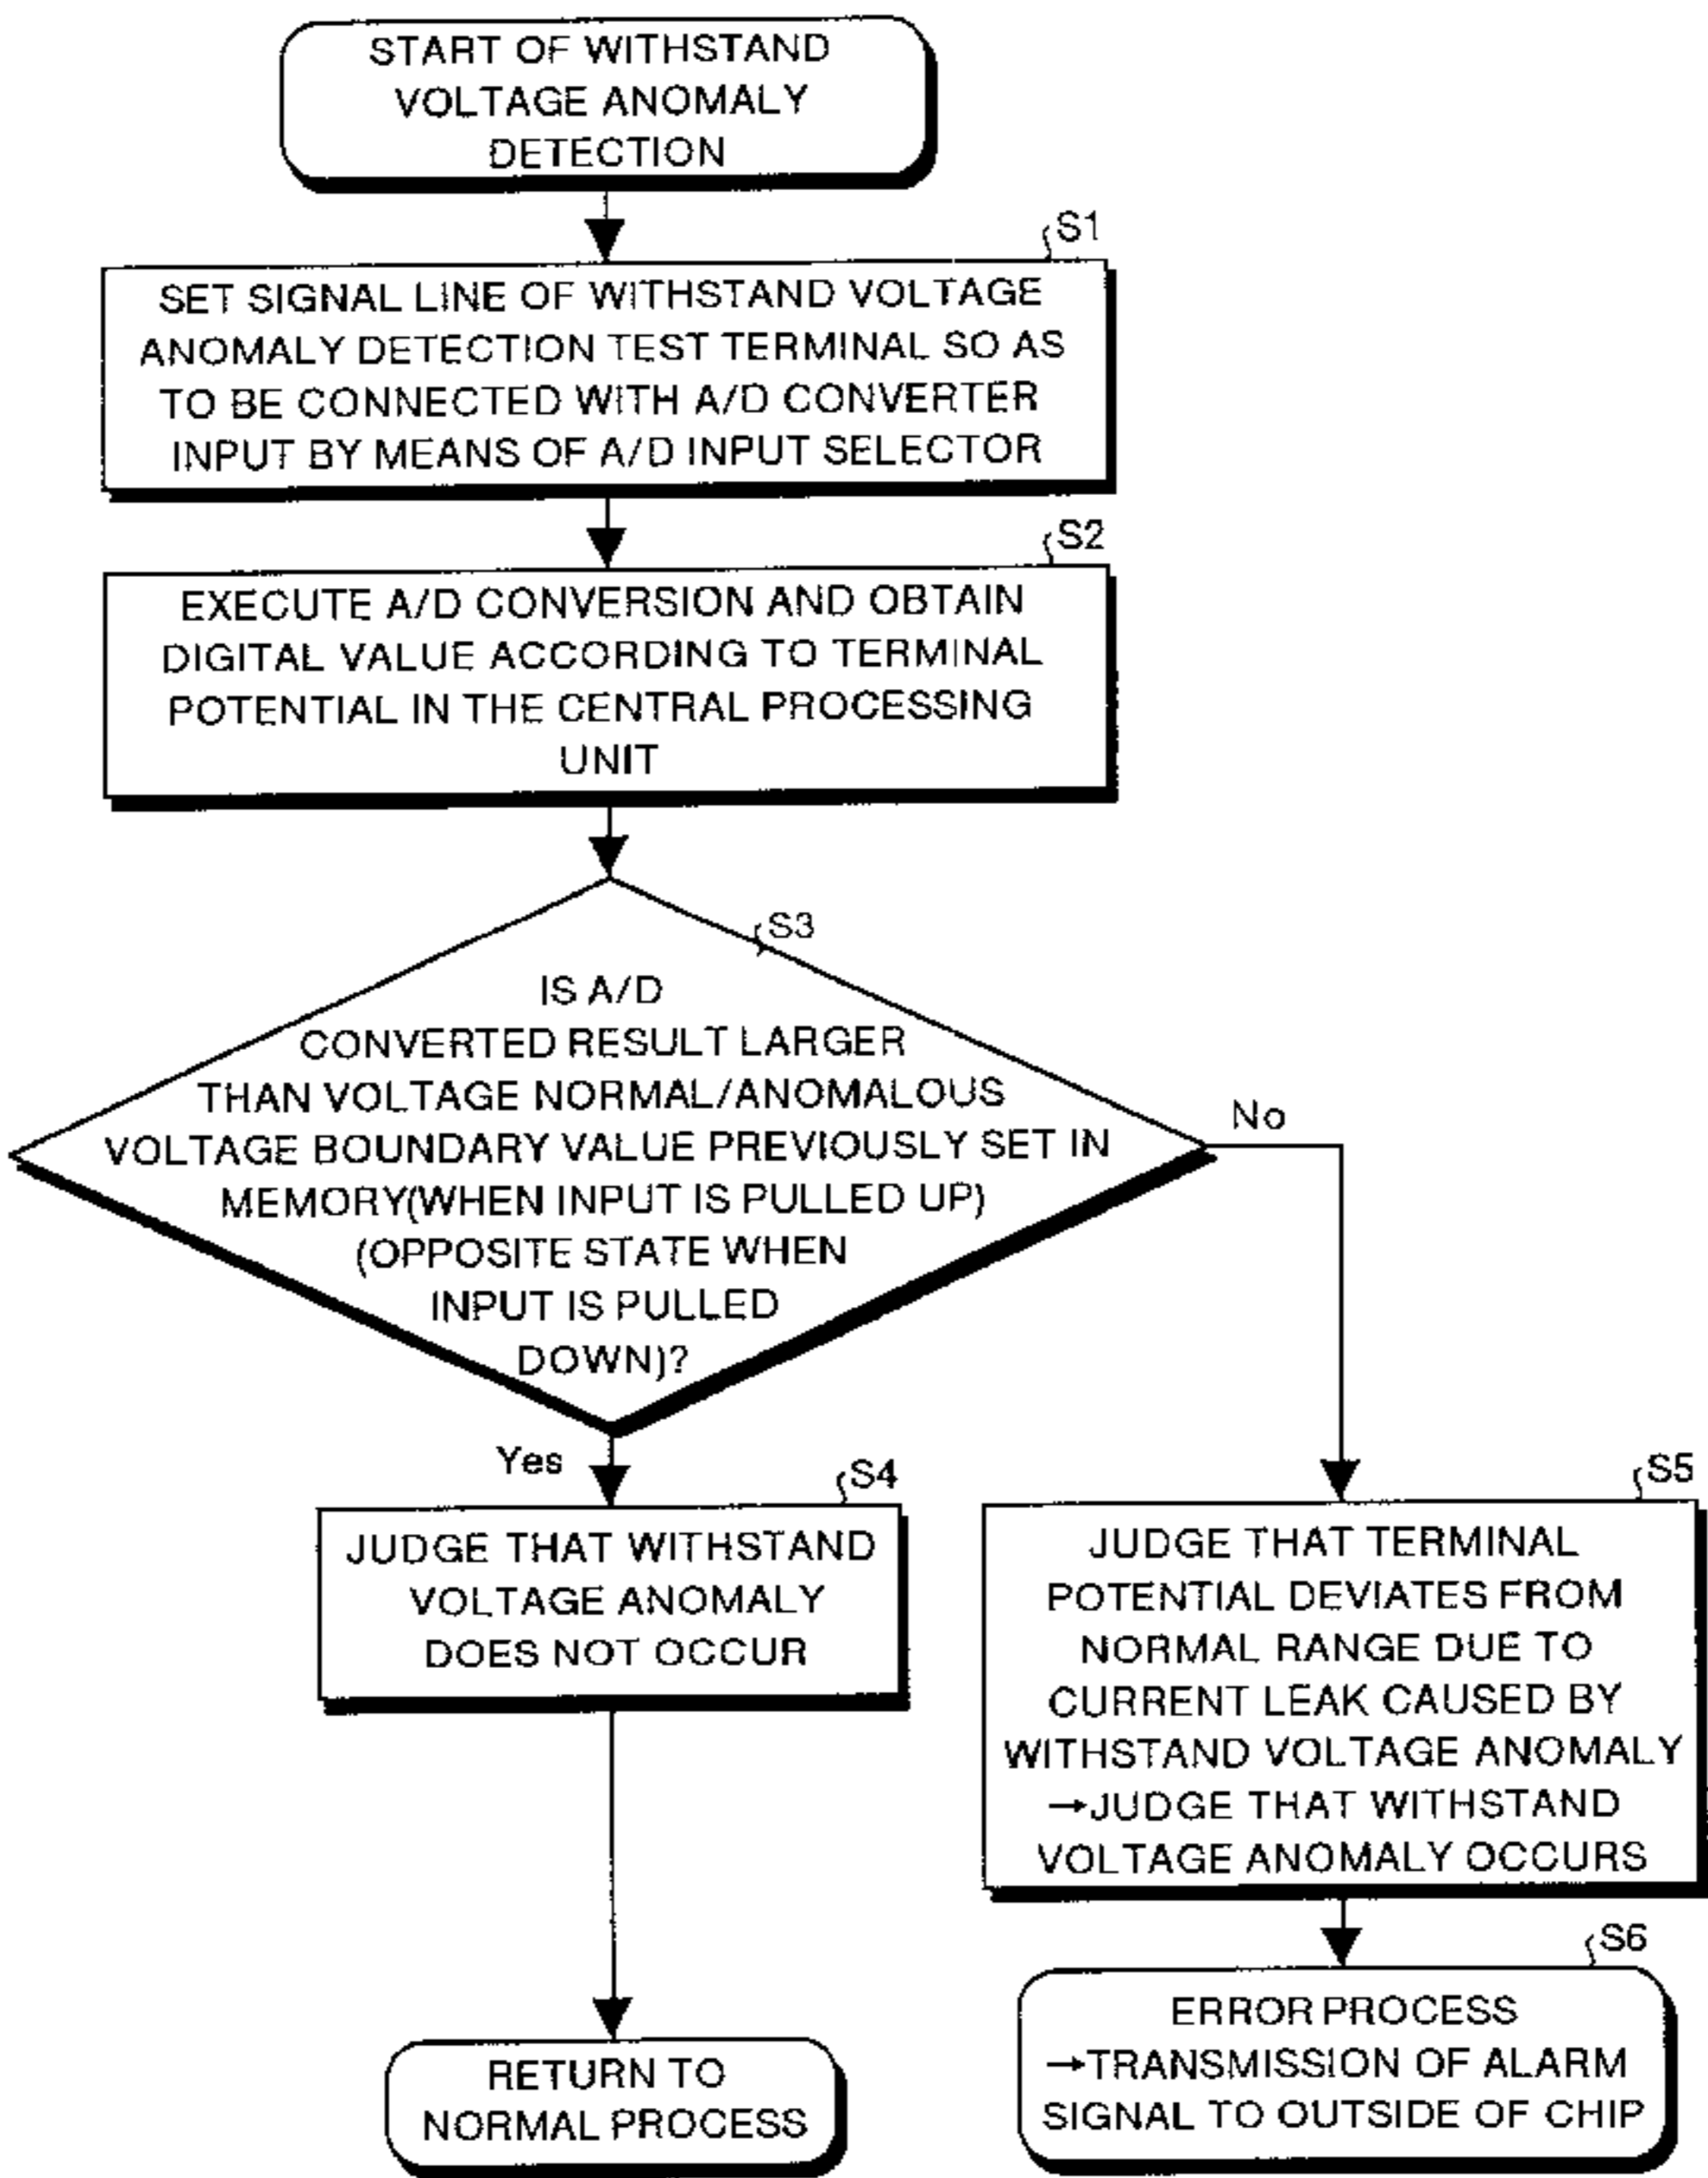 START OF WITHSTAND
VOLTAGE ANOMALY
DETECTION
S1
SET SIGNAL LINE OF WITHSTAND VOLTAGE
ANOMALY DETECTION TEST TERMINAL SO AS
TO BE CONNECTED WITH A/D CONVERTER
INPUT BY MEANS OF A/D INPUT SELECTOR
S2
EXECUTE A/D CONVERSION AND OBTAIN
DIGITAL VALUE ACCORDING TO TERMINAL
POTENTIAL IN THE CENTRAL PROCESSING
UNIT
S3
IS A/D
CONVERTED RESULT LARGER
THAN VOLTAGE NORMAL/ANOMALOUS
VOLTAGE BOUNDARY VALUE PREVIOUSLY SET IN
MEMORY(WHEN INPUT IS PULLED UP)
(OPPOSITE STATE WHEN
INPUT IS PULLED
DOWN)?
No
Yes
S4
JUDGE THAT WITHSTAND
VOLTAGE ANOMALY
DOES NOT OCCUR
S5
JUDGE THAT TERMINAL
POTENTIAL DEVIATES FROM
NORMAL RANGE DUE TO
CURRENT LEAK CAUSED BY
WITHSTAND VOLTAGE ANOMALY
→JUDGE THAT WITHSTAND
VOLTAGE ANOMALY OCCURS
S6
ERROR PROCESS
→TRANSMISSION OF ALARM
SIGNAL TO OUTSIDE OF CHIP
RETURN TO
NORMAL PROCESS